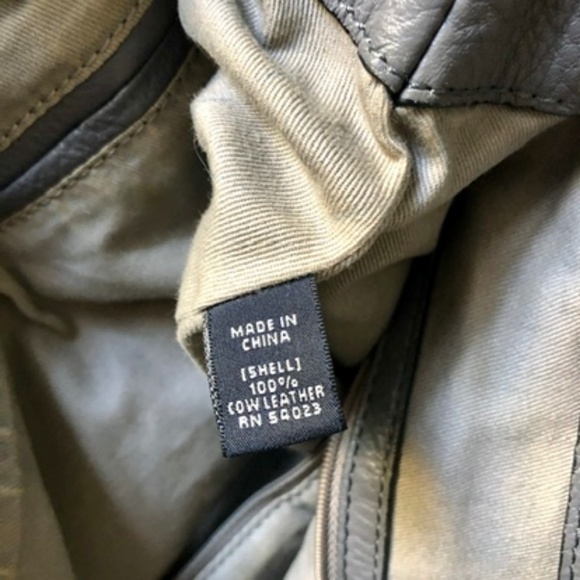 MADE IN
CHINA
[SHELL]
100%
COW LEATHER
RN 54023